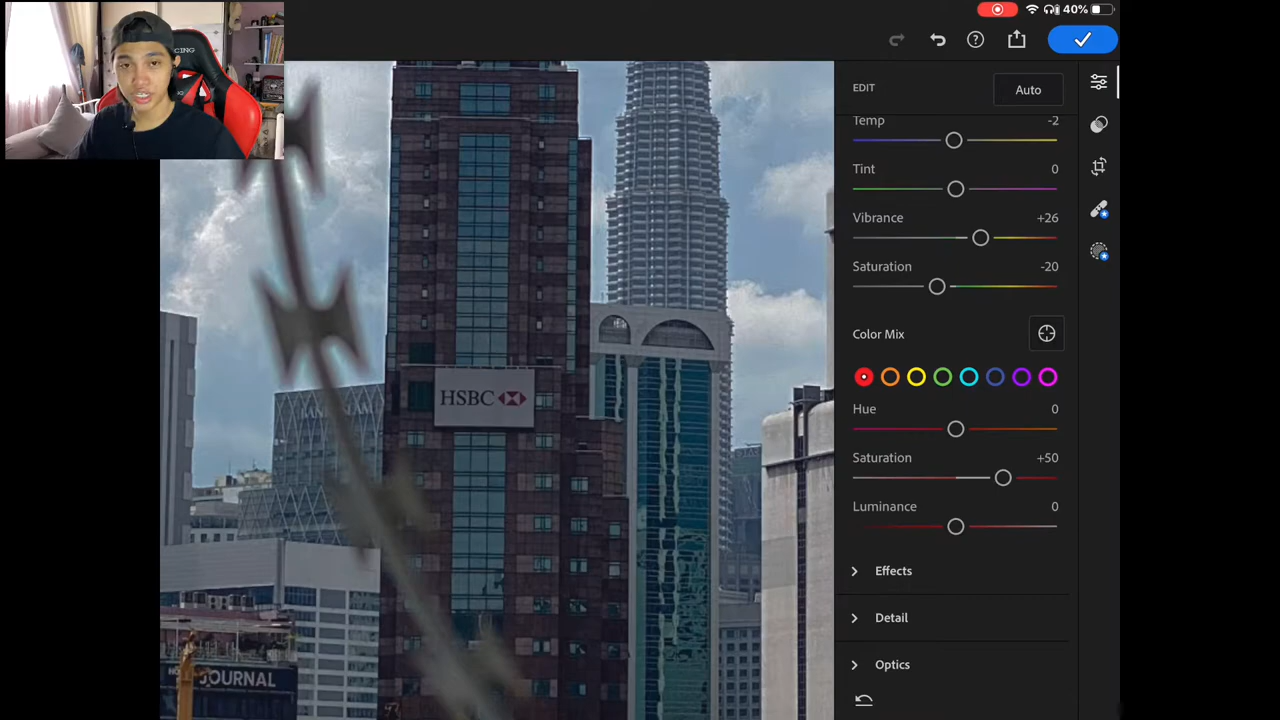 40%
EDIT
Auto
Temp -2
Tint 0
Vibrance +26
Saturation -20
Color Mix
Hue 0
Saturation +50
Luminance 0
Effects
Detail
Optics
HSBC
JOURNAL